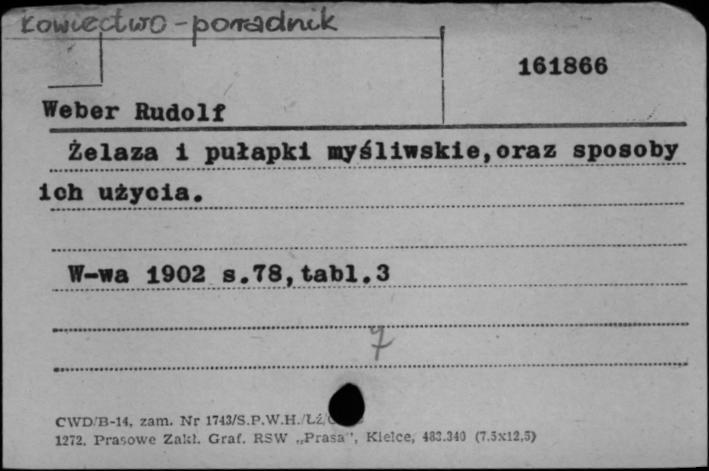 Łowiectwo - poradnik
161866
Weber Rudolf
Żelaza i pułapki myśliwskie,oraz sposoby
ich użycia.
W-wa 1902 s.78,tabl.3
7
CWD/B-14, zam. Nr 1743/S.P.W.H./Łź/
1272. Prasowe Zakł. Graf. RSW „Prasa", Kielce, 483.340 (7,5x12,5)